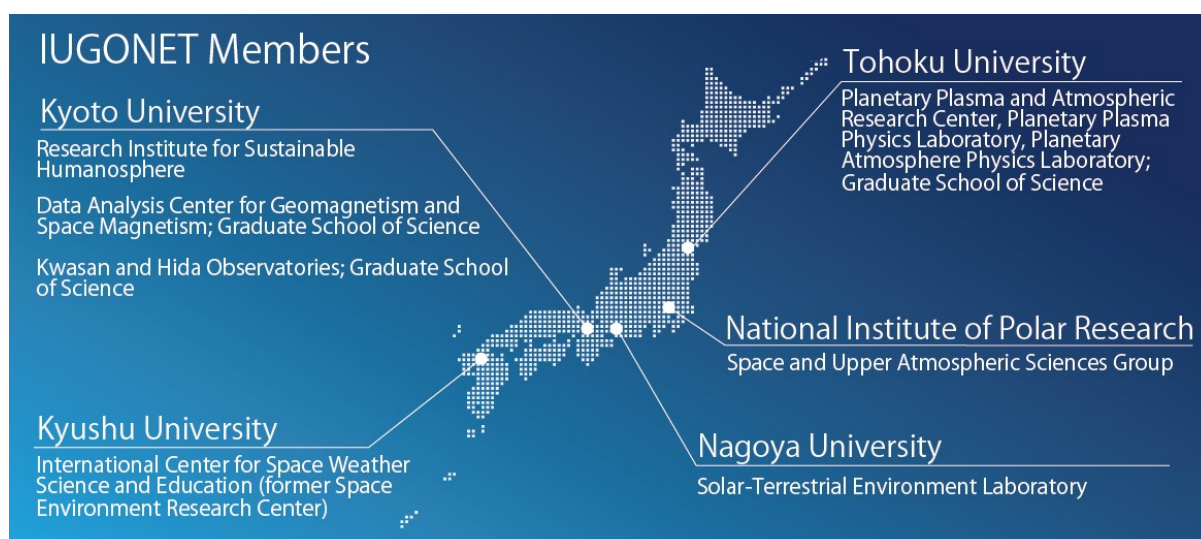 IUGONET Members
Kyoto University
Research Institute for Sustainable
Humanosphere
Data Analysis Center for Geomagnetism and
Space Magnetism; Graduate School of Science
Kwasan and Hida Observatories; Graduate School
of Science
Kyushu University
International Center for Space Weather
Science and Education (former Space
Environment Research Center)
Tohoku University
Planetary Plasma and Atmospheric
Research Center, Planetary Plasma
Physics Laboratory, Planetary
Atmosphere Physics Laboratory;
Graduate School of Science
National Institute of Polar Research
Space and Upper Atmospheric Sciences Group
Nagoya University
Solar-Terrestrial Environment Laboratory